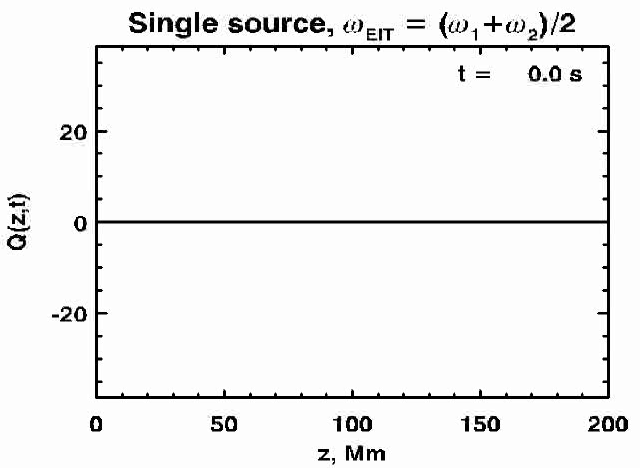 Single source, ω_EIT = (ω_1+ω_2)/2
t = 0.0 s
20
0
-20
Q(z,t)
0 50 100 150 200
z, Mm